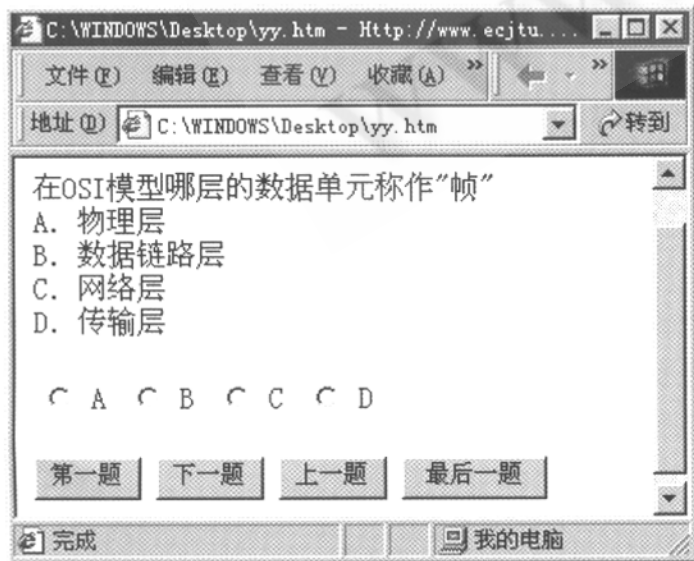 C:\WINDOWS\Desktop\yy.htm - Http://www.ecjtu....
文件(F) 编辑(E) 查看(V) 收藏(A) » »
地址(D) C:\WINDOWS\Desktop\yy.htm 转到
在OSI模型哪层的数据单元称作"帧"
A. 物理层
B. 数据链路层
C. 网络层
D. 传输层
A B C D
第一题 下一题 上一题 最后一题
完成 我的电脑